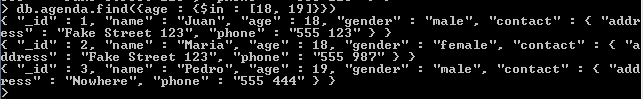 > db.agenda.find({age : {$in : [18, 19]}})
{ "_id" : 1, "name" : "Juan", "age" : 18, "gender" : "male", "contact" : { "addr
ess" : "Fake Street 123", "phone" : "555 123" } }
{ "_id" : 2, "name" : "Maria", "age" : 18, "gender" : "female", "contact" : { "a
ddress" : "Fake Street 123", "phone" : "555 987" } }
{ "_id" : 3, "name" : "Pedro", "age" : 19, "gender" : "male", "contact" : { "add
ress" : "Nowhere", "phone" : "555 444" } }
>